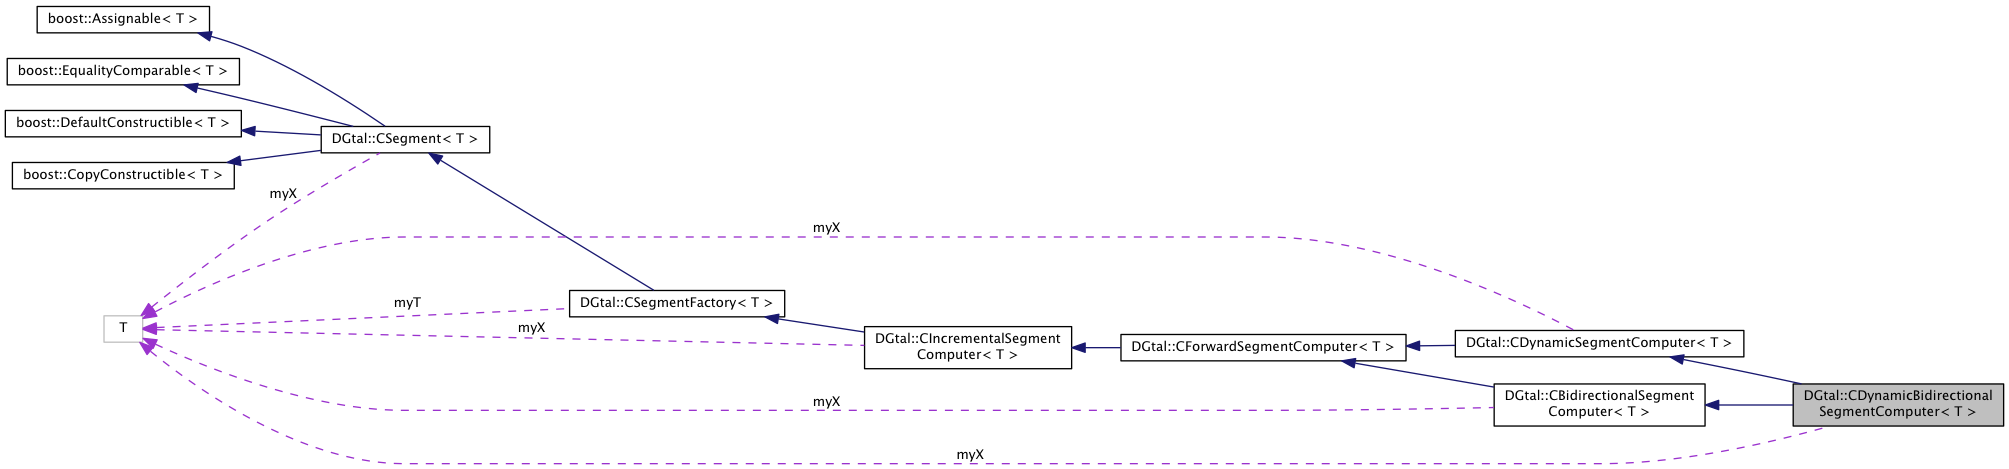 boost::Assignable< T >
boost::EqualityComparable< T >
boost::DefaultConstructible< T >
boost::CopyConstructible< T >
DGtal::CSegment< T >
myX
myX
DGtal::CSegmentFactory< T >
myT
myX
T
DGtal::CIncrementalSegment
Computer< T >
DGtal::CForwardSegmentComputer< T >
DGtal::CDynamicSegmentComputer< T >
DGtal::CBidirectionalSegment
Computer< T >
DGtal::CDynamicBidirectional
SegmentComputer< T >
myX
myX